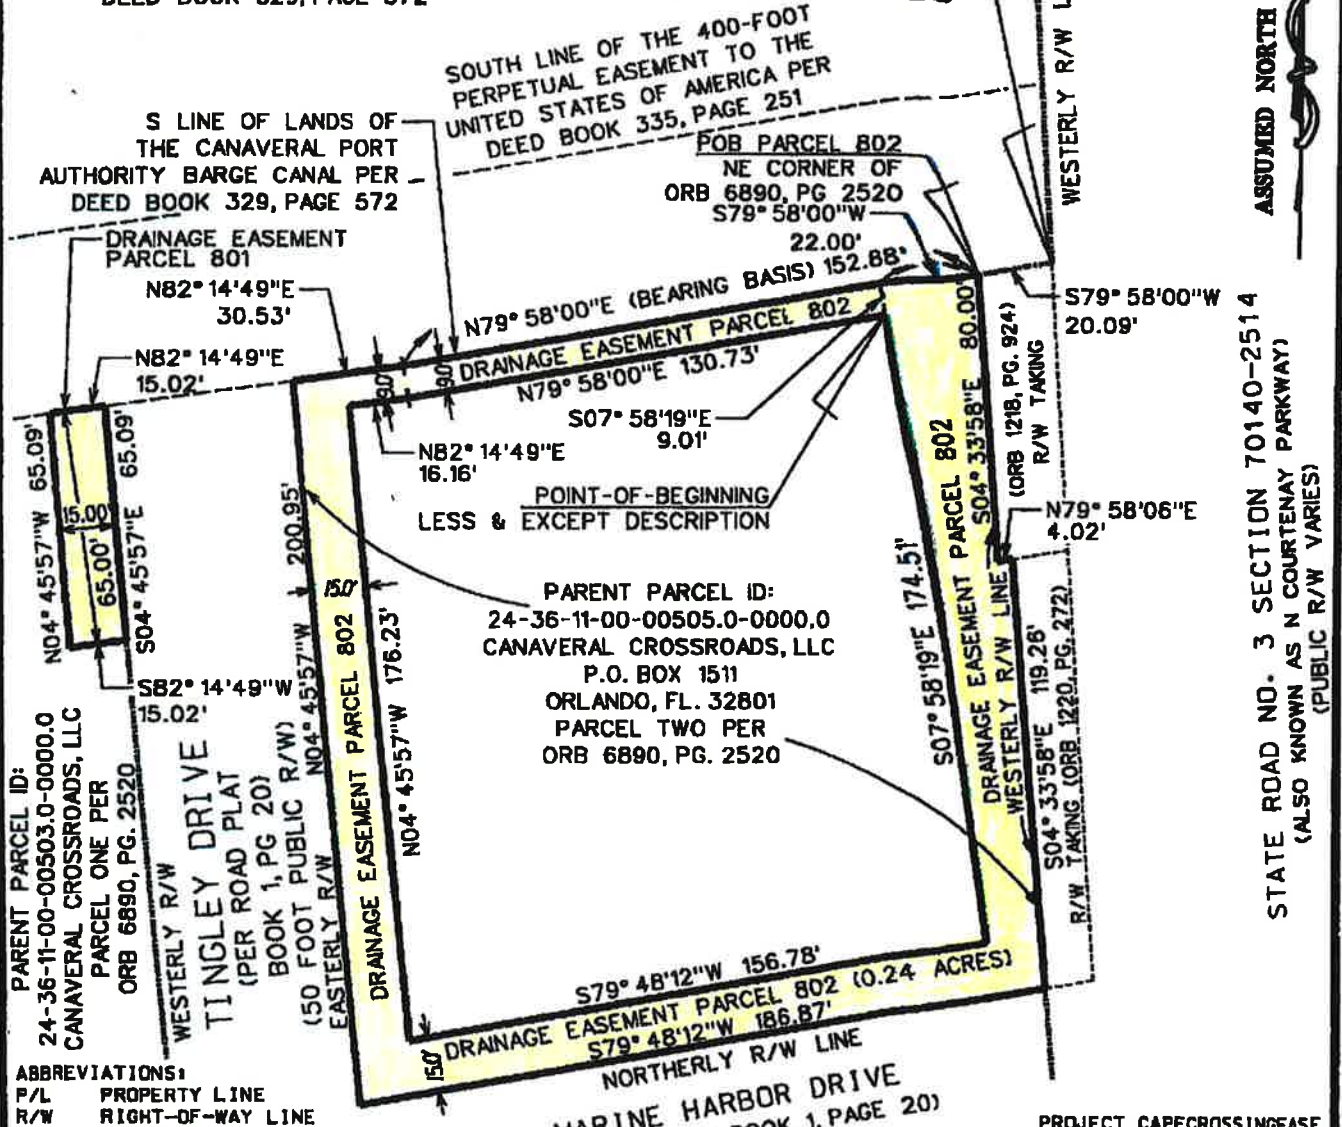 DEED BOOK 329, PAGE 572
SOUTH LINE OF THE 400-FOOT
PERPETUAL EASEMENT TO THE
UNITED STATES OF AMERICA PER
DEED BOOK 335, PAGE 251
S LINE OF LANDS OF
THE CANAVERAL PORT
AUTHORITY BARGE CANAL PER
DEED BOOK 329, PAGE 572
POB PARCEL 802
NE CORNER OF
ORB 6890, PG 2520
S79° 58'00"W
22.00'
WESTERLY R/W
ASSUMED NORTH
DRAINAGE EASEMENT
PARCEL 801
N82° 14'49"E
30.53'
N82° 14'49"E
15.02'
N79° 58'00"E (BEARING BASIS) 152.88'
DRAINAGE EASEMENT PARCEL 802
N79° 58'00"E 130.73'
9.0'
9.0'
S79° 58'00"W
20.09'
S07° 58'19"E
9.01'
N82° 14'49"E
16.16'
POINT-OF-BEGINNING
LESS & EXCEPT DESCRIPTION
S04° 33'58"E 80.00'
(ORB 1218, PG. 924)
R/W TAKING
N79° 58'06"E
4.02'
N04° 45'57"W 65.09'
15.00'
65.00'
S04° 45'57"E 65.09'
S82° 14'49"W
15.02'
N04° 45'57"W 200.95'
15.0'
DRAINAGE EASEMENT PARCEL 802
N04° 45'57"W 176.23'
PARENT PARCEL ID:
24-36-11-00-00505.0-0000.0
CANAVERAL CROSSROADS, LLC
P.O. BOX 1511
ORLANDO, FL. 32801
PARCEL TWO PER
ORB 6890, PG. 2520
S07° 58'19"E 174.51'
DRAINAGE EASEMENT PARCEL 802
WESTERLY R/W LINE
S04° 33'58"E 119.26'
R/W TAKING (ORB 1220, PG. 272)
STATE ROAD NO. 3 SECTION 70140-2514
(ALSO KNOWN AS N COURTENAY PARKWAY)
(PUBLIC R/W VARIES)
PARENT PARCEL ID:
24-36-11-00-00503.0-0000.0
CANAVERAL CROSSROADS, LLC
PARCEL ONE PER
ORB 6890, PG. 2520
WESTERLY R/W
TINGLEY DRIVE
(PER ROAD PLAT
BOOK 1, PG 20)
(50 FOOT PUBLIC R/W)
EASTERLY R/W
S79° 48'12"W 156.78'
DRAINAGE EASEMENT PARCEL 802 (0.24 ACRES)
S79° 48'12"W 186.87'
15.0'
NORTHERLY R/W LINE
MARINE HARBOR DRIVE
BOOK 1, PAGE 20)
ABBREVIATIONS:
P/L PROPERTY LINE
R/W RIGHT-OF-WAY LINE
PROJECT CAPECROSSINGEASE